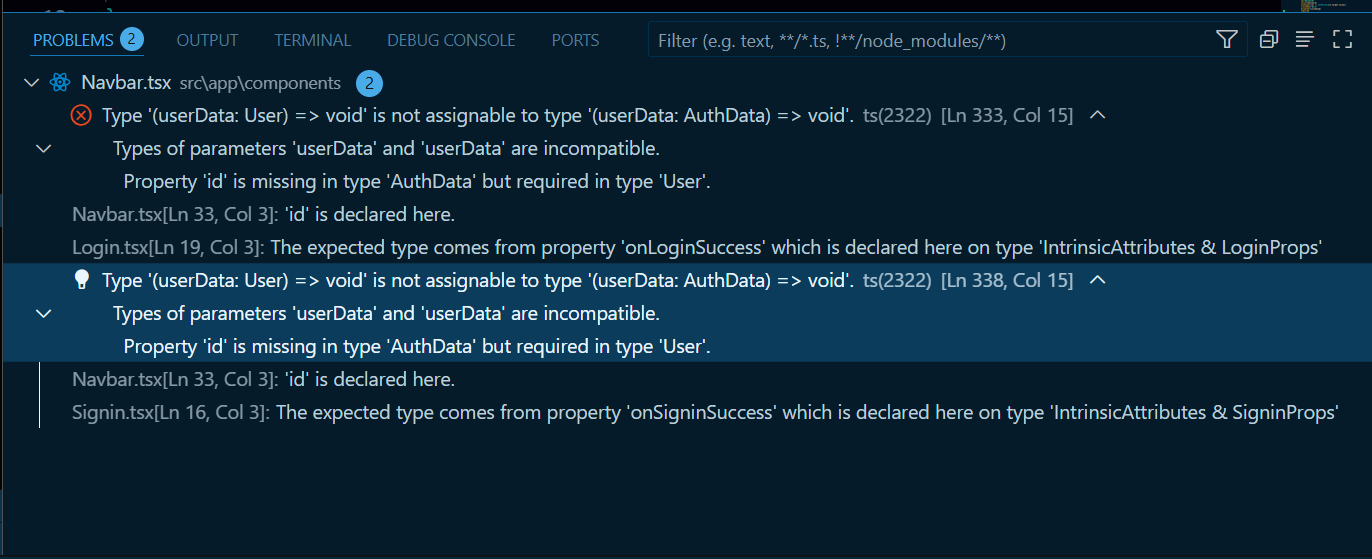 PROBLEMS 2 OUTPUT TERMINAL DEBUG CONSOLE PORTS Filter (e.g. text, **/*.ts, !**/node_modules/**)
Navbar.tsx src\app\components 2
Type '(userData: User) => void' is not assignable to type '(userData: AuthData) => void'. ts(2322) [Ln 333, Col 15]
Types of parameters 'userData' and 'userData' are incompatible.
Property 'id' is missing in type 'AuthData' but required in type 'User'.
Navbar.tsx[Ln 33, Col 3]: 'id' is declared here.
Login.tsx[Ln 19, Col 3]: The expected type comes from property 'onLoginSuccess' which is declared here on type 'IntrinsicAttributes & LoginProps'
Type '(userData: User) => void' is not assignable to type '(userData: AuthData) => void'. ts(2322) [Ln 338, Col 15]
Types of parameters 'userData' and 'userData' are incompatible.
Property 'id' is missing in type 'AuthData' but required in type 'User'.
Navbar.tsx[Ln 33, Col 3]: 'id' is declared here.
Signin.tsx[Ln 16, Col 3]: The expected type comes from property 'onSigninSuccess' which is declared here on type 'IntrinsicAttributes & SigninProps'